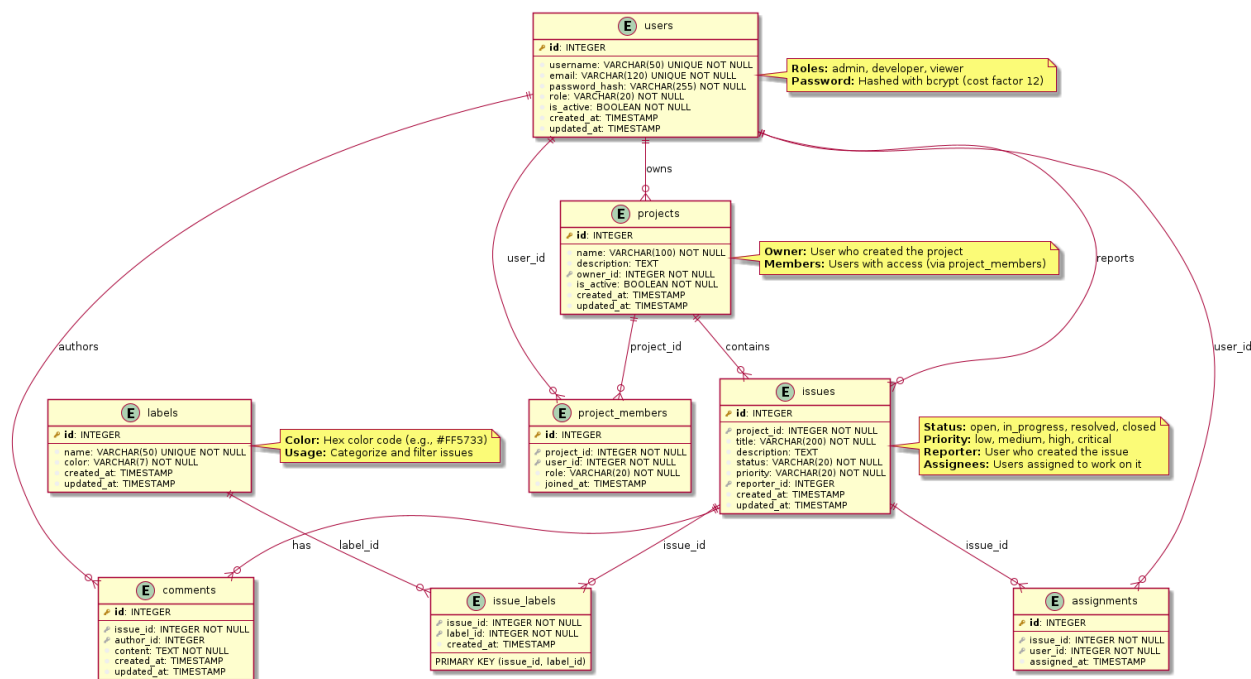 E users
id: INTEGER
username: VARCHAR(50) UNIQUE NOT NULL
email: VARCHAR(120) UNIQUE NOT NULL
password_hash: VARCHAR(255) NOT NULL
role: VARCHAR(20) NOT NULL
is_active: BOOLEAN NOT NULL
created_at: TIMESTAMP
updated_at: TIMESTAMP
Roles: admin, developer, viewer
Password: Hashed with bcrypt (cost factor 12)
owns
E projects
id: INTEGER
name: VARCHAR(100) NOT NULL
description: TEXT
owner_id: INTEGER NOT NULL
is_active: BOOLEAN NOT NULL
created_at: TIMESTAMP
updated_at: TIMESTAMP
Owner: User who created the project
Members: Users with access (via project_members)
user_id
reports
authors
project_id
contains
user_id
E labels
id: INTEGER
name: VARCHAR(50) UNIQUE NOT NULL
color: VARCHAR(7) NOT NULL
created_at: TIMESTAMP
updated_at: TIMESTAMP
Color: Hex color code (e.g., #FF5733)
Usage: Categorize and filter issues
E project_members
id: INTEGER
project_id: INTEGER NOT NULL
user_id: INTEGER NOT NULL
role: VARCHAR(20) NOT NULL
joined_at: TIMESTAMP
E issues
id: INTEGER
project_id: INTEGER NOT NULL
title: VARCHAR(200) NOT NULL
description: TEXT
status: VARCHAR(20) NOT NULL
priority: VARCHAR(20) NOT NULL
reporter_id: INTEGER
created_at: TIMESTAMP
updated_at: TIMESTAMP
Status: open, in_progress, resolved, closed
Priority: low, medium, high, critical
Reporter: User who created the issue
Assignees: Users assigned to work on it
has
label_id
issue_id
issue_id
E comments
id: INTEGER
issue_id: INTEGER NOT NULL
author_id: INTEGER
content: TEXT NOT NULL
created_at: TIMESTAMP
updated_at: TIMESTAMP
E issue_labels
issue_id: INTEGER NOT NULL
label_id: INTEGER NOT NULL
created_at: TIMESTAMP
PRIMARY KEY (issue_id, label_id)
E assignments
id: INTEGER
issue_id: INTEGER NOT NULL
user_id: INTEGER NOT NULL
assigned_at: TIMESTAMP